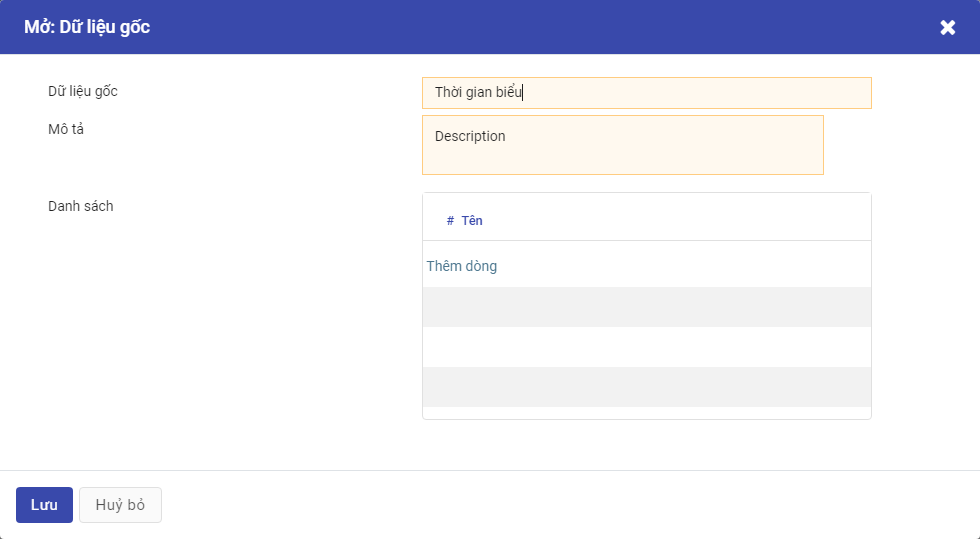 Mở: Dữ liệu gốc
Dữ liệu gốc
Thời gian biểu
Mô tả
Description
Danh sách
# Tên
Thêm dòng
Lưu
Huỷ bỏ